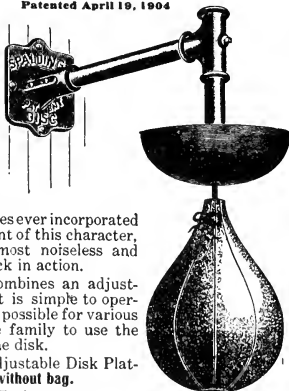 Patented April 19, 1904
SPALDING
PATENT
DISC
es ever incorporated
nt of this character,
most noiseless and
ck in action.
ombines an adjust-
t is simple to oper-
possible for various
e family to use the
e disk.
djustable Disk Plat-
without bag.